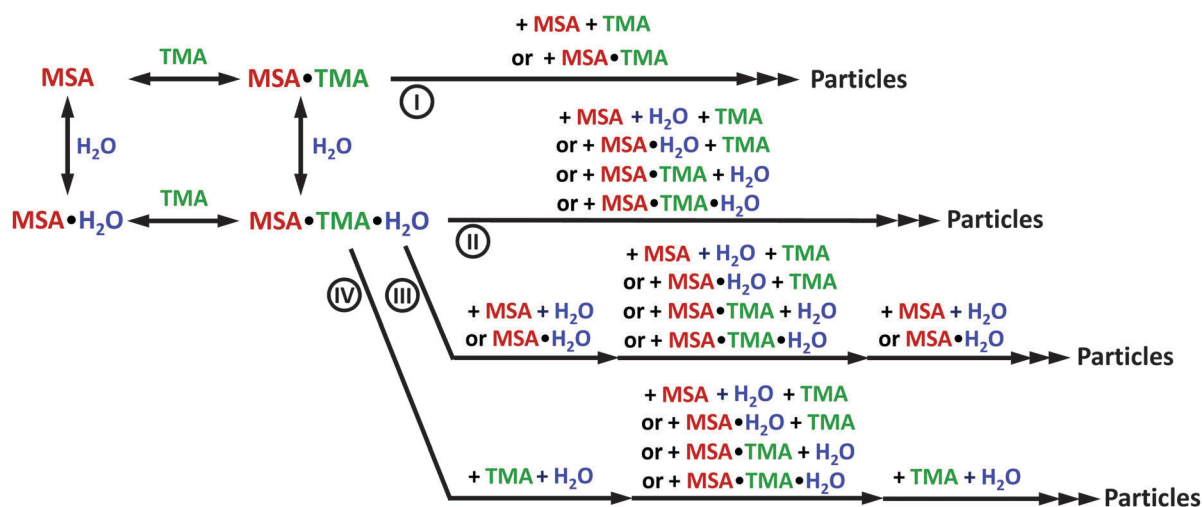 + MSA + TMA
or + MSA•TMA
MSA TMA MSA•TMA I Particles
H₂O H₂O
+ MSA + H₂O + TMA
or + MSA•H₂O + TMA
or + MSA•TMA + H₂O
or + MSA•TMA•H₂O
MSA•H₂O TMA MSA•TMA•H₂O II Particles
IV III
+ MSA + H₂O
or MSA•H₂O
+ MSA + H₂O + TMA
or + MSA•H₂O + TMA
or + MSA•TMA + H₂O
or + MSA•TMA•H₂O
+ MSA + H₂O
or MSA•H₂O
Particles
+ TMA + H₂O
+ MSA + H₂O + TMA
or + MSA•H₂O + TMA
or + MSA•TMA + H₂O
or + MSA•TMA•H₂O
+ TMA + H₂O
Particles